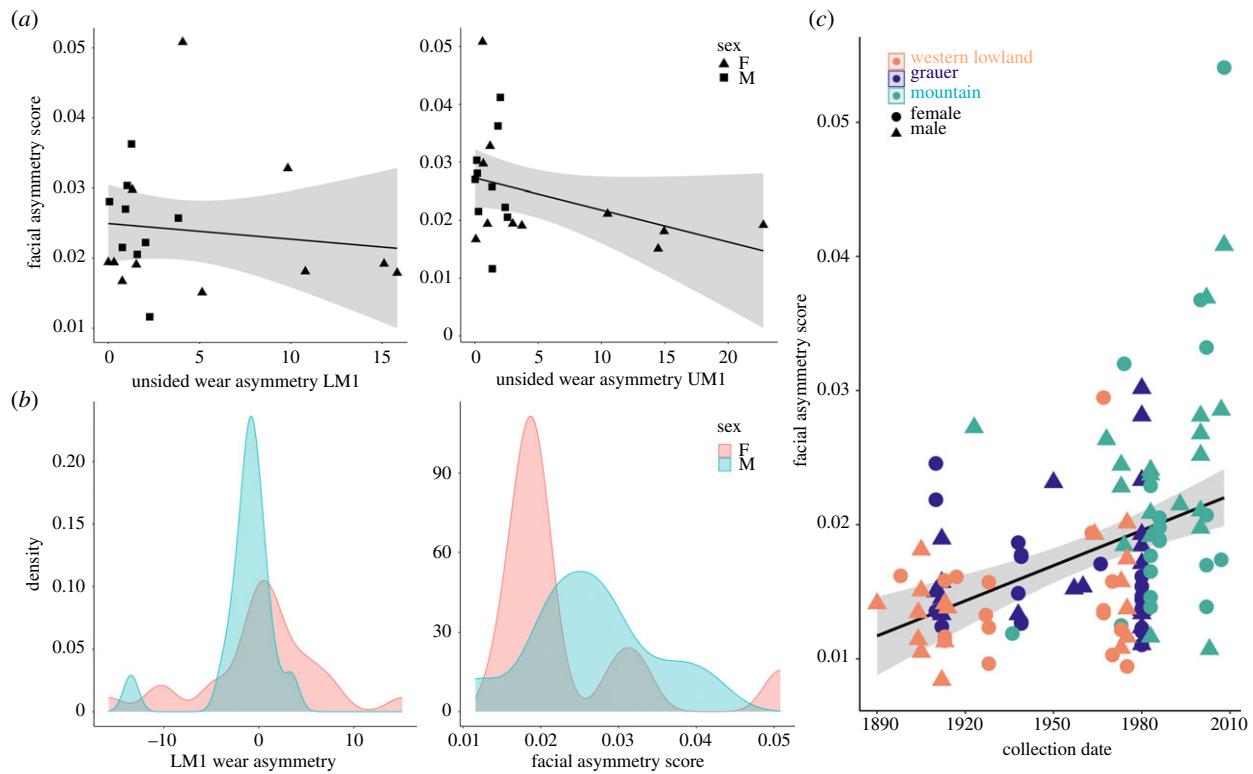 (a)
0.05
0.04
0.03
0.02
0.01
facial asymmetry score
0
5
10
15
unsided wear asymmetry LM1
0.05
0.04
0.03
0.02
0.01
0
sex
F
M
0
5
10
15
20
unsided wear asymmetry UM1
(b)
0.20
0.15
0.10
0.05
0
density
−10
0
10
LM1 wear asymmetry
90
60
30
0
sex
F
M
0.01
0.02
0.03
0.04
0.05
facial asymmetry score
(c)
western lowland
grauer
mountain
female
male
0.05
0.04
0.03
0.02
0.01
facial asymmetry score
1890
1920
1950
1980
2010
collection date